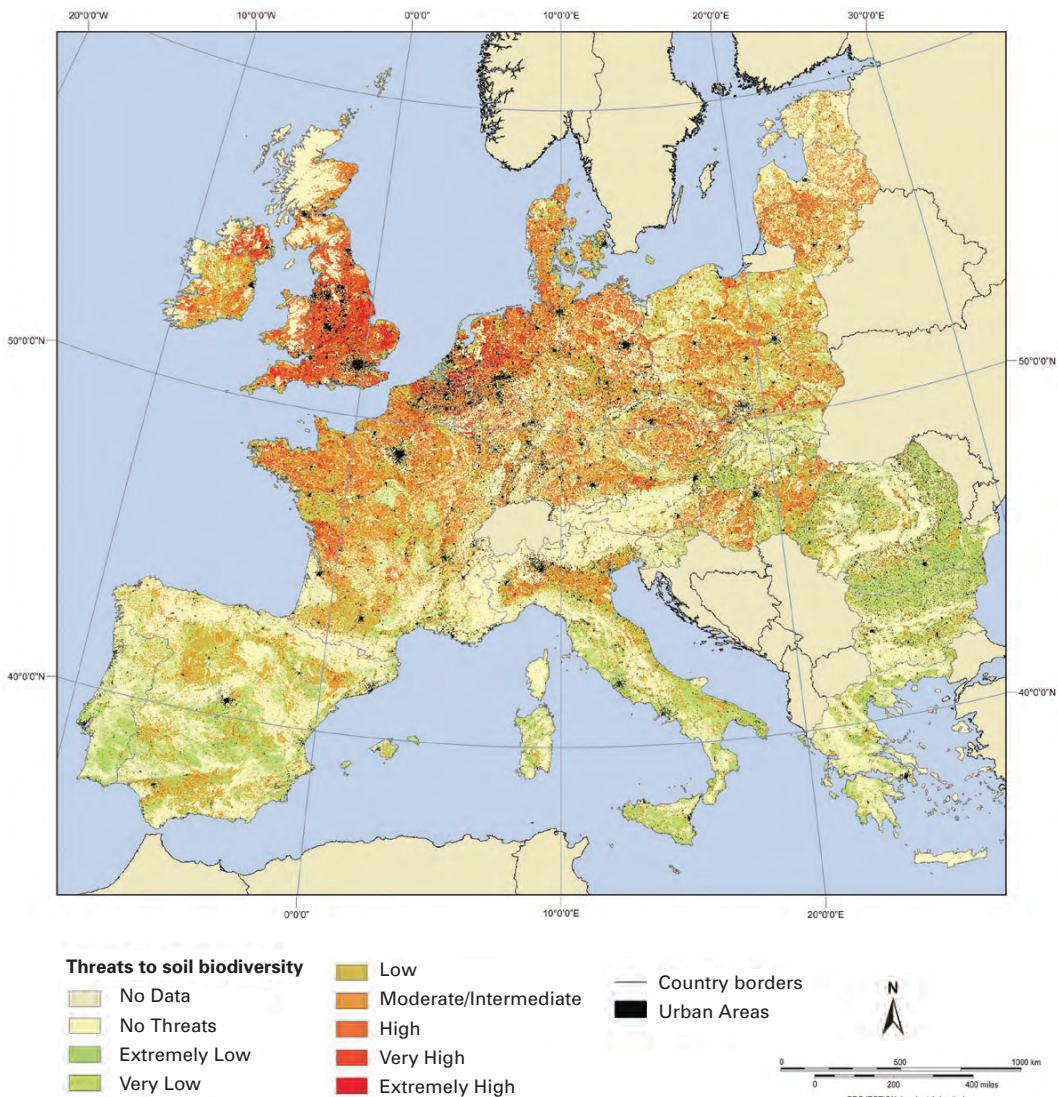 20°0'0"W
10°0'0"W
0°0'0"
10°0'0"E
20°0'0"E
30°0'0"E
50°0'0"N
50°0'0"N
40°0'0"N
40°0'0"N
0°0'0"
10°0'0"E
20°0'0"E
Threats to soil biodiversity
No Data
No Threats
Extremely Low
Very Low
Low
Moderate/Intermediate
High
Very High
Extremely High
Country borders
Urban Areas
N
0 500 1000 km
0 200 400 miles